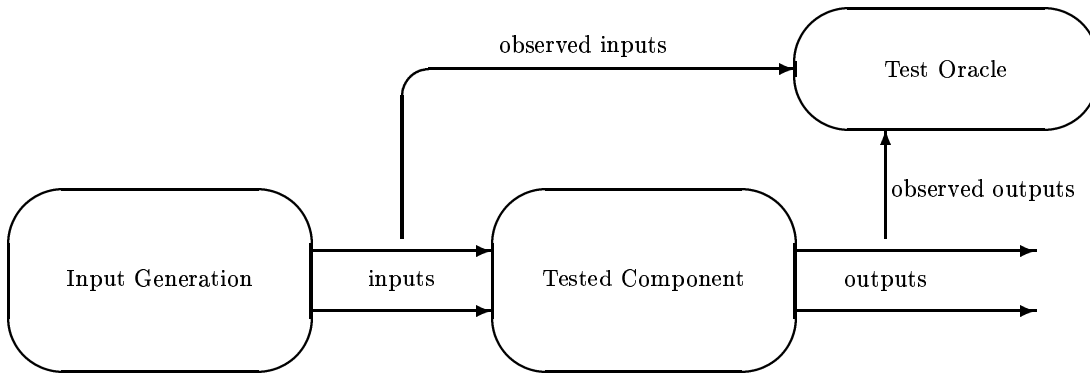 observed inputs
Test Oracle
observed outputs
Input Generation
inputs
Tested Component
outputs